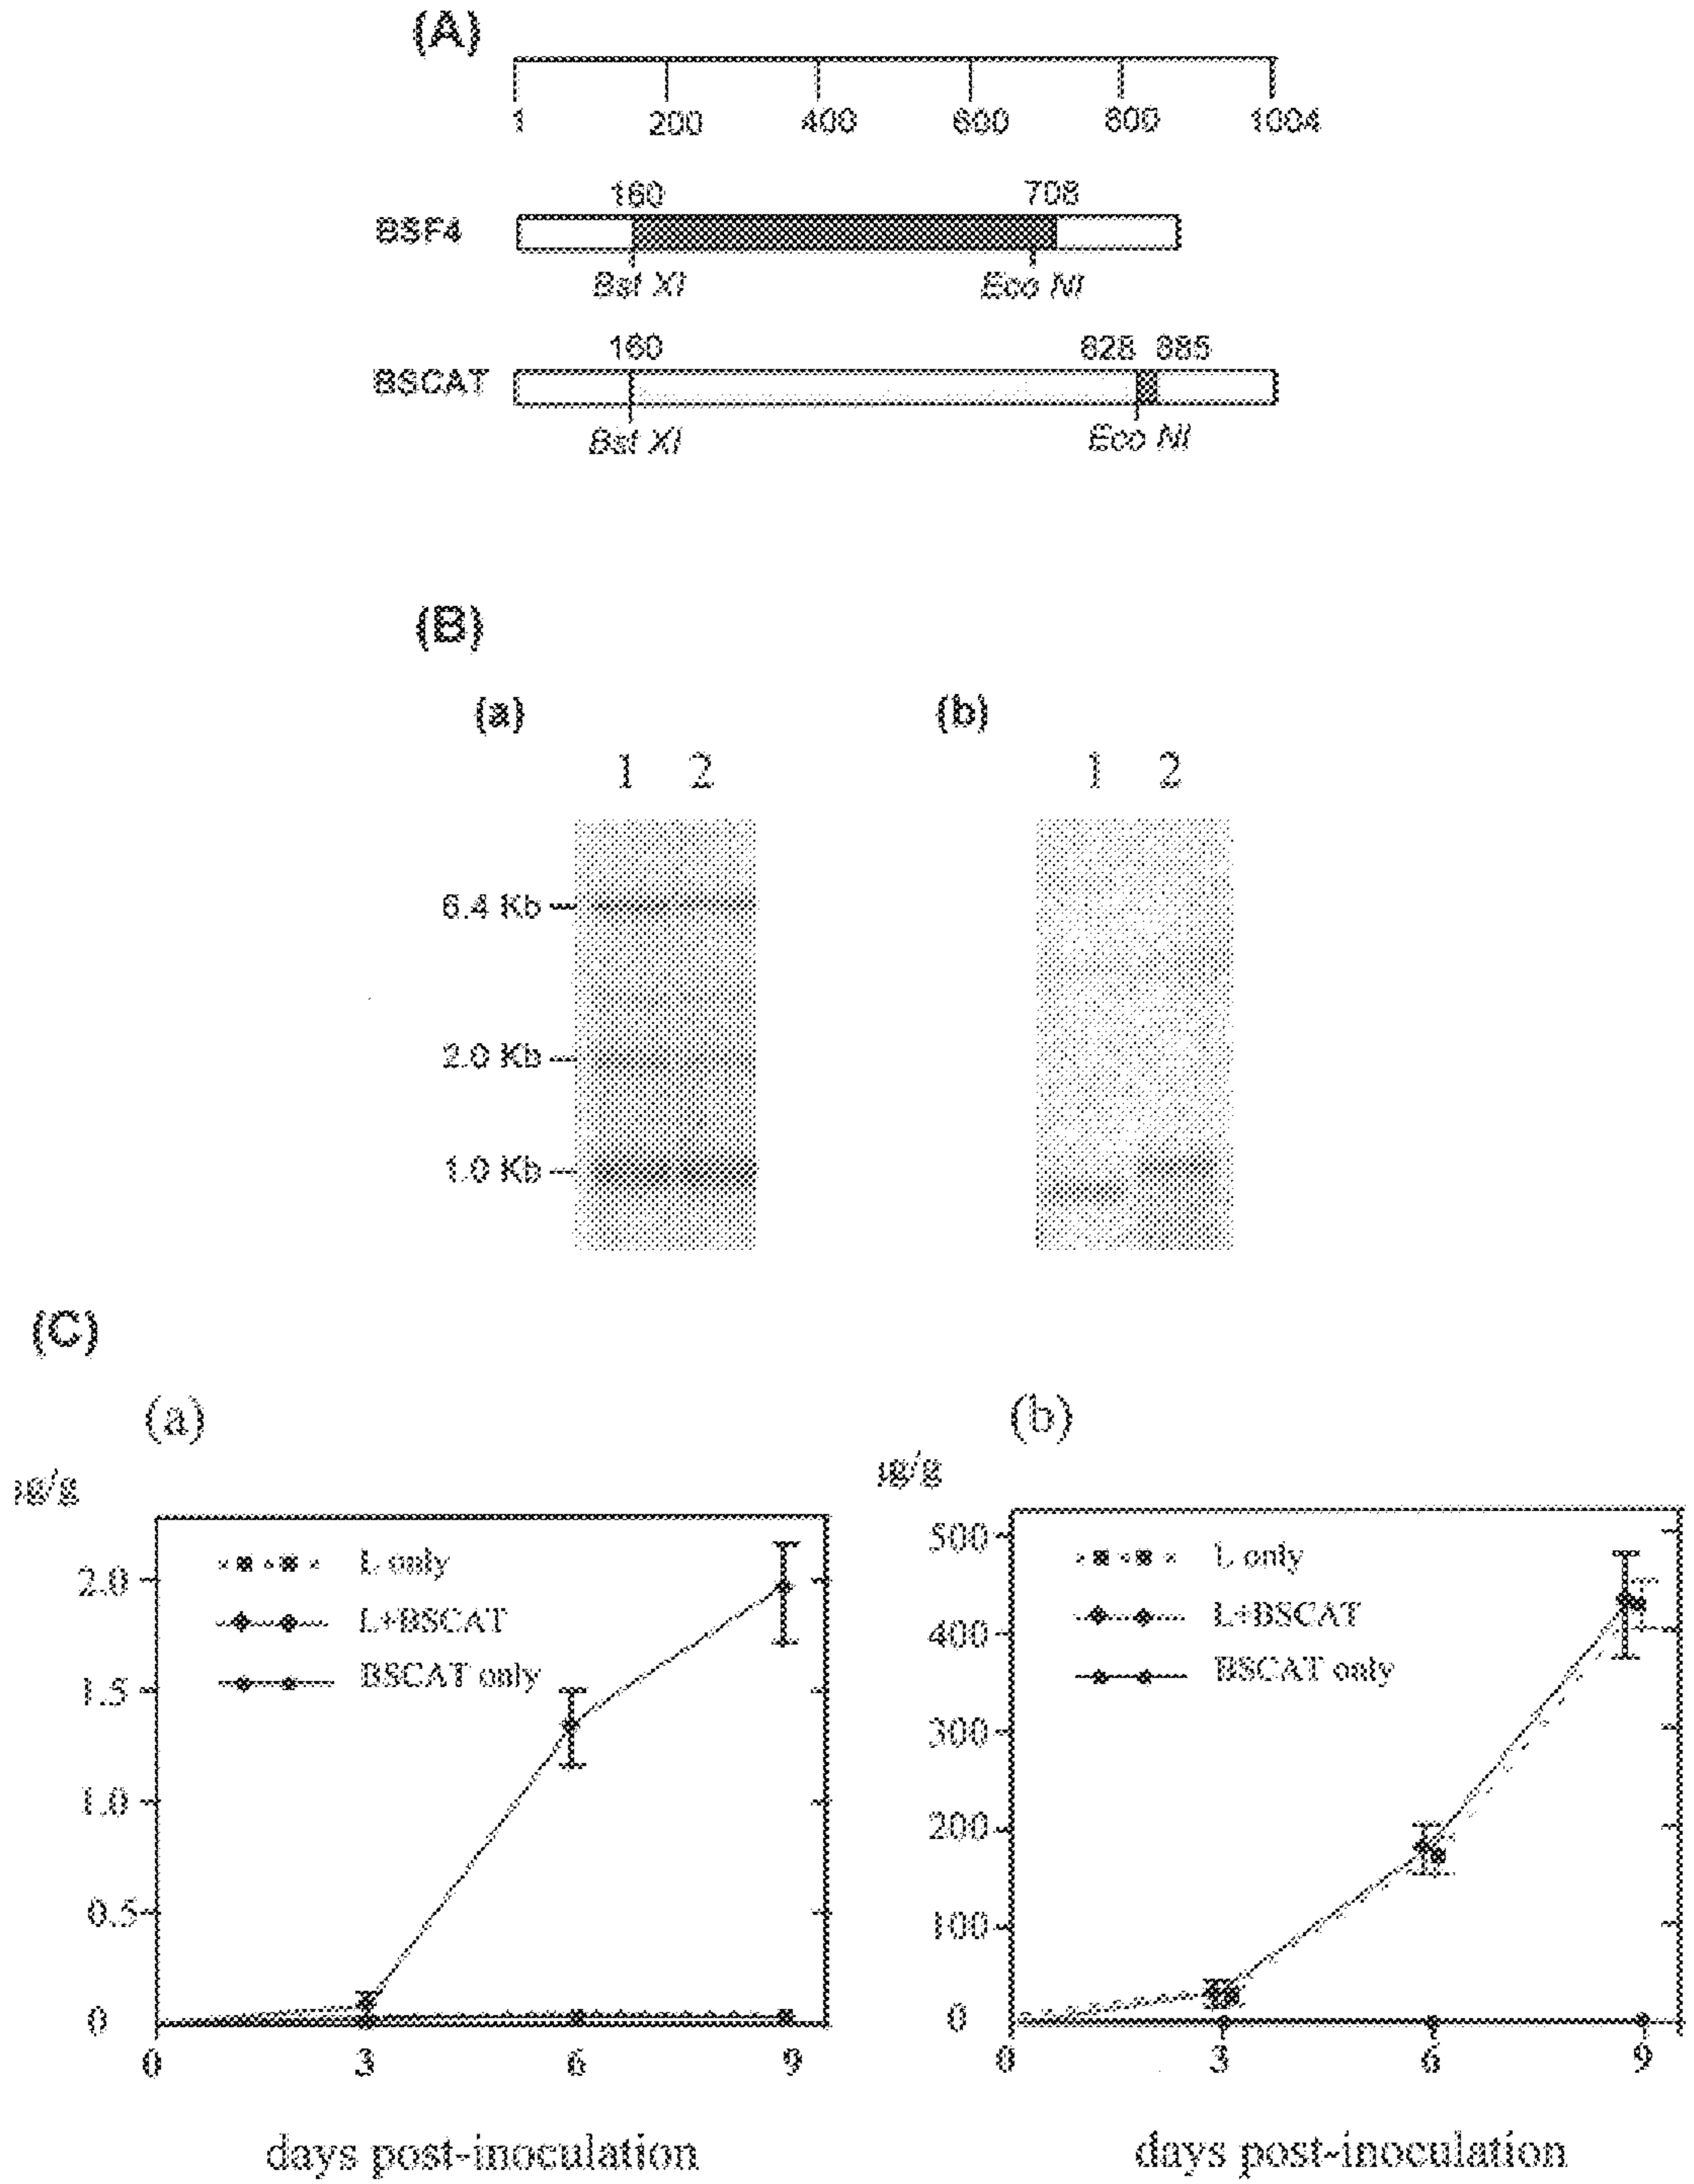 (A)
1 200 400 600 800 1004
160 708
BSF4
Bst XI Eco NI
160 828 885
BSCAT
Bst XI Eco NI
(B)
(a) (b)
1 2 1 2
6.4 Kb
2.0 Kb
1.0 Kb
(C)
(a) (b)
g/g g/g
L only
L+BSCAT
BSCAT only
2.0
1.5
1.0
0.5
0
0 3 6 9
days post-inoculation
L only
L+BSCAT
BSCAT only
500
400
300
200
100
0
0 3 6 9
days post-inoculation